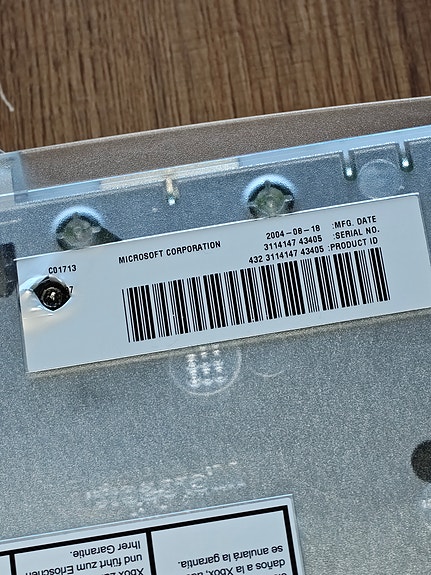 C01713
7
MICROSOFT CORPORATION
2004-08-18 :MFG. DATE
3114147 43405 :SERIAL NO.
432 3114147 43405 :PRODUCT ID
se anulará la garantía.
daños a la Xbox,
Ihrer Garantie.
und führt zum Erlöschen